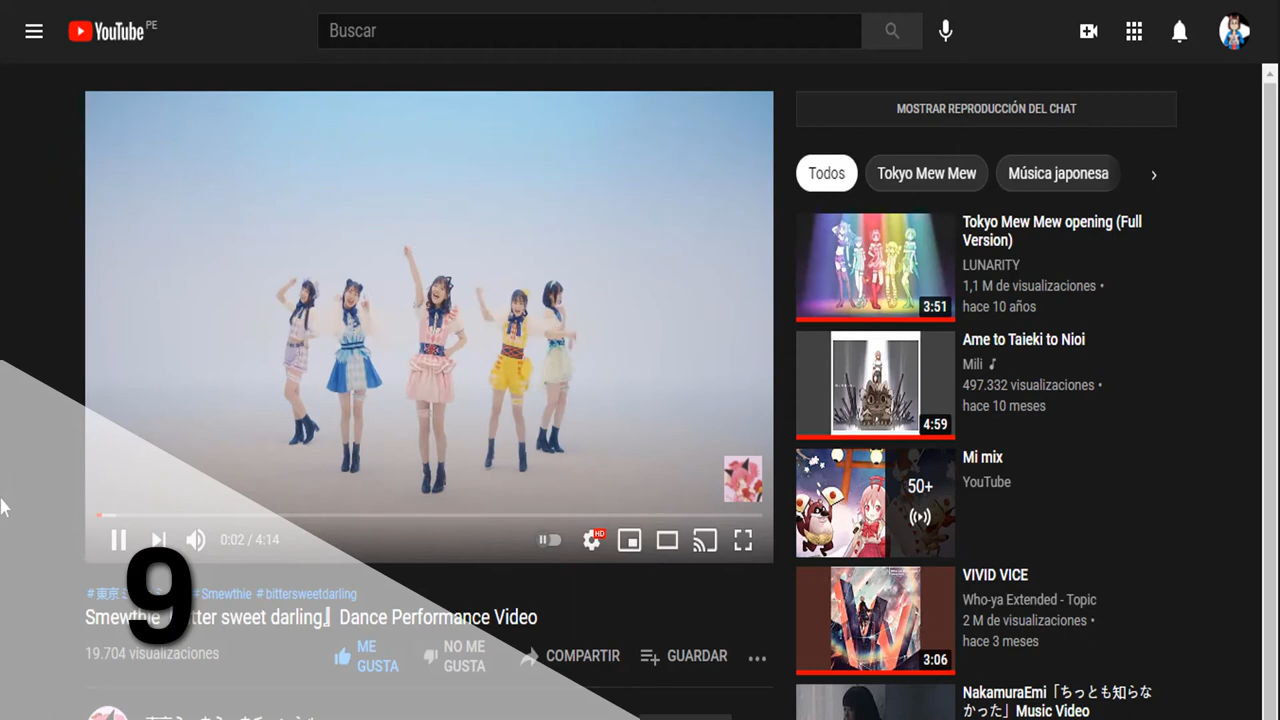 YouTube PE
Buscar
MOSTRAR REPRODUCCIÓN DEL CHAT
Todos
Tokyo Mew Mew
Música japonesa
Tokyo Mew Mew opening (Full
Version)
LUNARITY
1,1 M de visualizaciones •
hace 10 años
3:51
Ame to Taieki to Nioi
Mili ♪
497.332 visualizaciones •
hace 10 meses
4:59
Mi mix
YouTube
50+
VIVID VICE
Who-ya Extended - Topic
2 M de visualizaciones •
hace 3 meses
3:06
NakamuraEmi「ちっとも知らな
かった」Music Video
HD
0:02 / 4:14
9
#東京 #Smewthie #bittersweetdarling
Smewthie tter sweet darling』Dance Performance Video
19.704 visualizaciones
ME
GUSTA
NO ME
GUSTA
COMPARTIR
GUARDAR